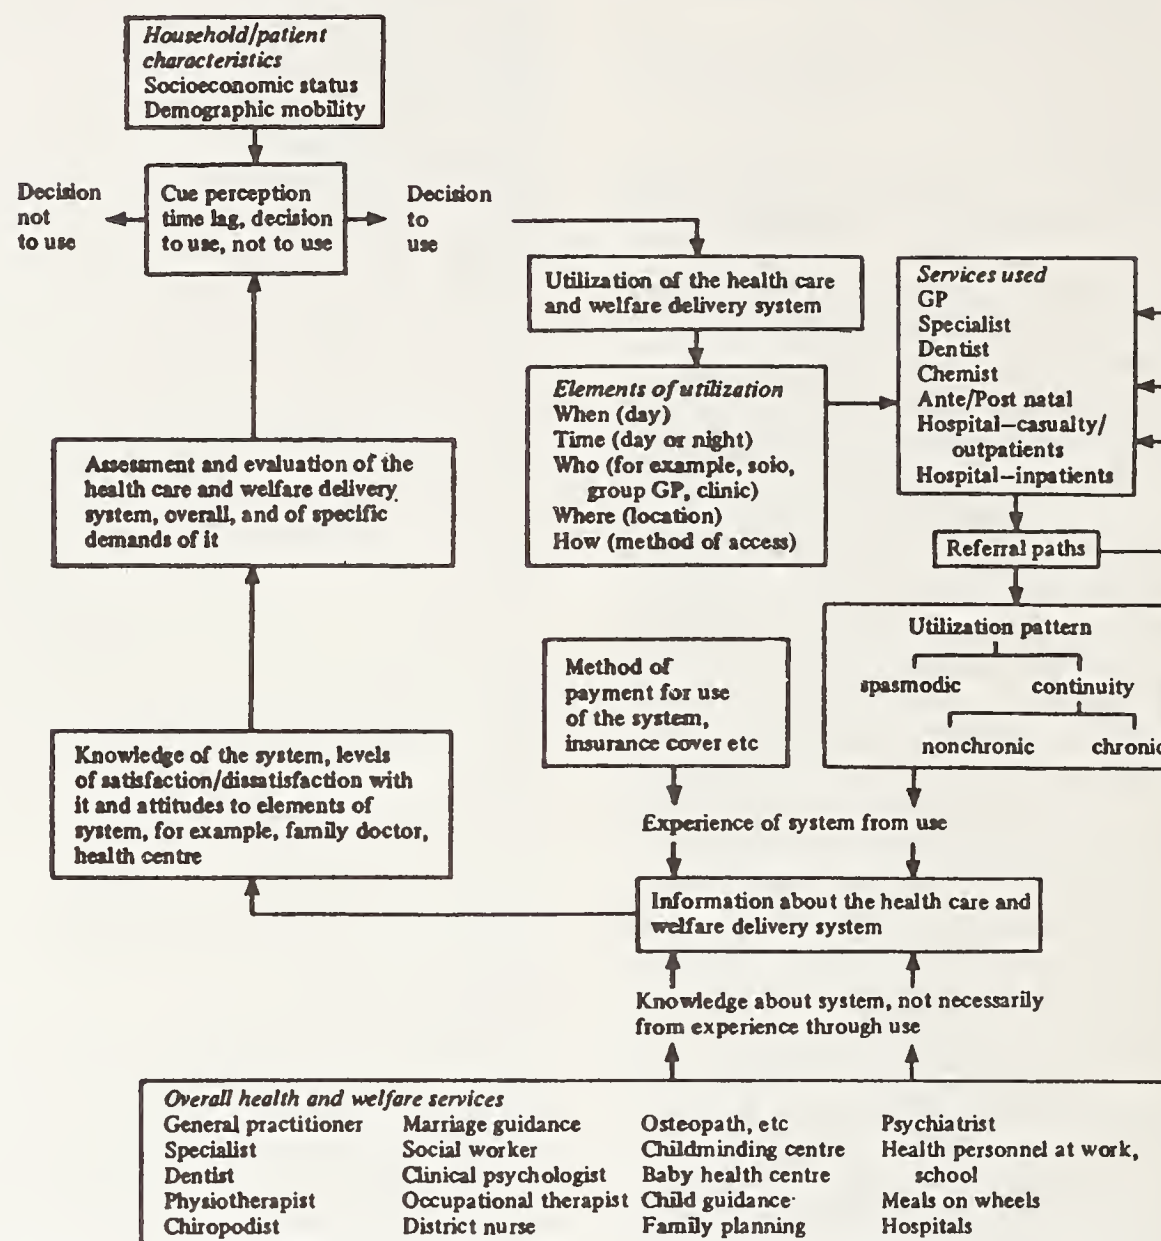 Household/patient
characteristics
Socioeconomic status
Demographic mobility
Decision
not
to use
Cue perception
time lag, decision
to use, not to use
Decision
to
use
Utilization of the health care
and welfare delivery system
Services used
GP
Specialist
Dentist
Chemist
Ante/Post natal
Hospital–casualty/
outpatients
Hospital–inpatients
Elements of utilization
When (day)
Time (day or night)
Who (for example, solo,
group GP, clinic)
Where (location)
How (method of access)
Assessment and evaluation of the
health care and welfare delivery
system, overall, and of specific
demands of it
Referral paths
Utilization pattern
spasmodic continuity
nonchronic chronic
Method of
payment for use
of the system,
insurance cover etc
Knowledge of the system, levels
of satisfaction/dissatisfaction with
it and attitudes to elements of
system, for example, family doctor,
health centre
Experience of system from use
Information about the health care and
welfare delivery system
Knowledge about system, not necessarily
from experience through use
Overall health and welfare services
General practitioner Marriage guidance Osteopath, etc Psychiatrist
Specialist Social worker Childminding centre Health personnel at work,
Dentist Clinical psychologist Baby health centre school
Physiotherapist Occupational therapist Child guidance Meals on wheels
Chiropodist District nurse Family planning Hospitals